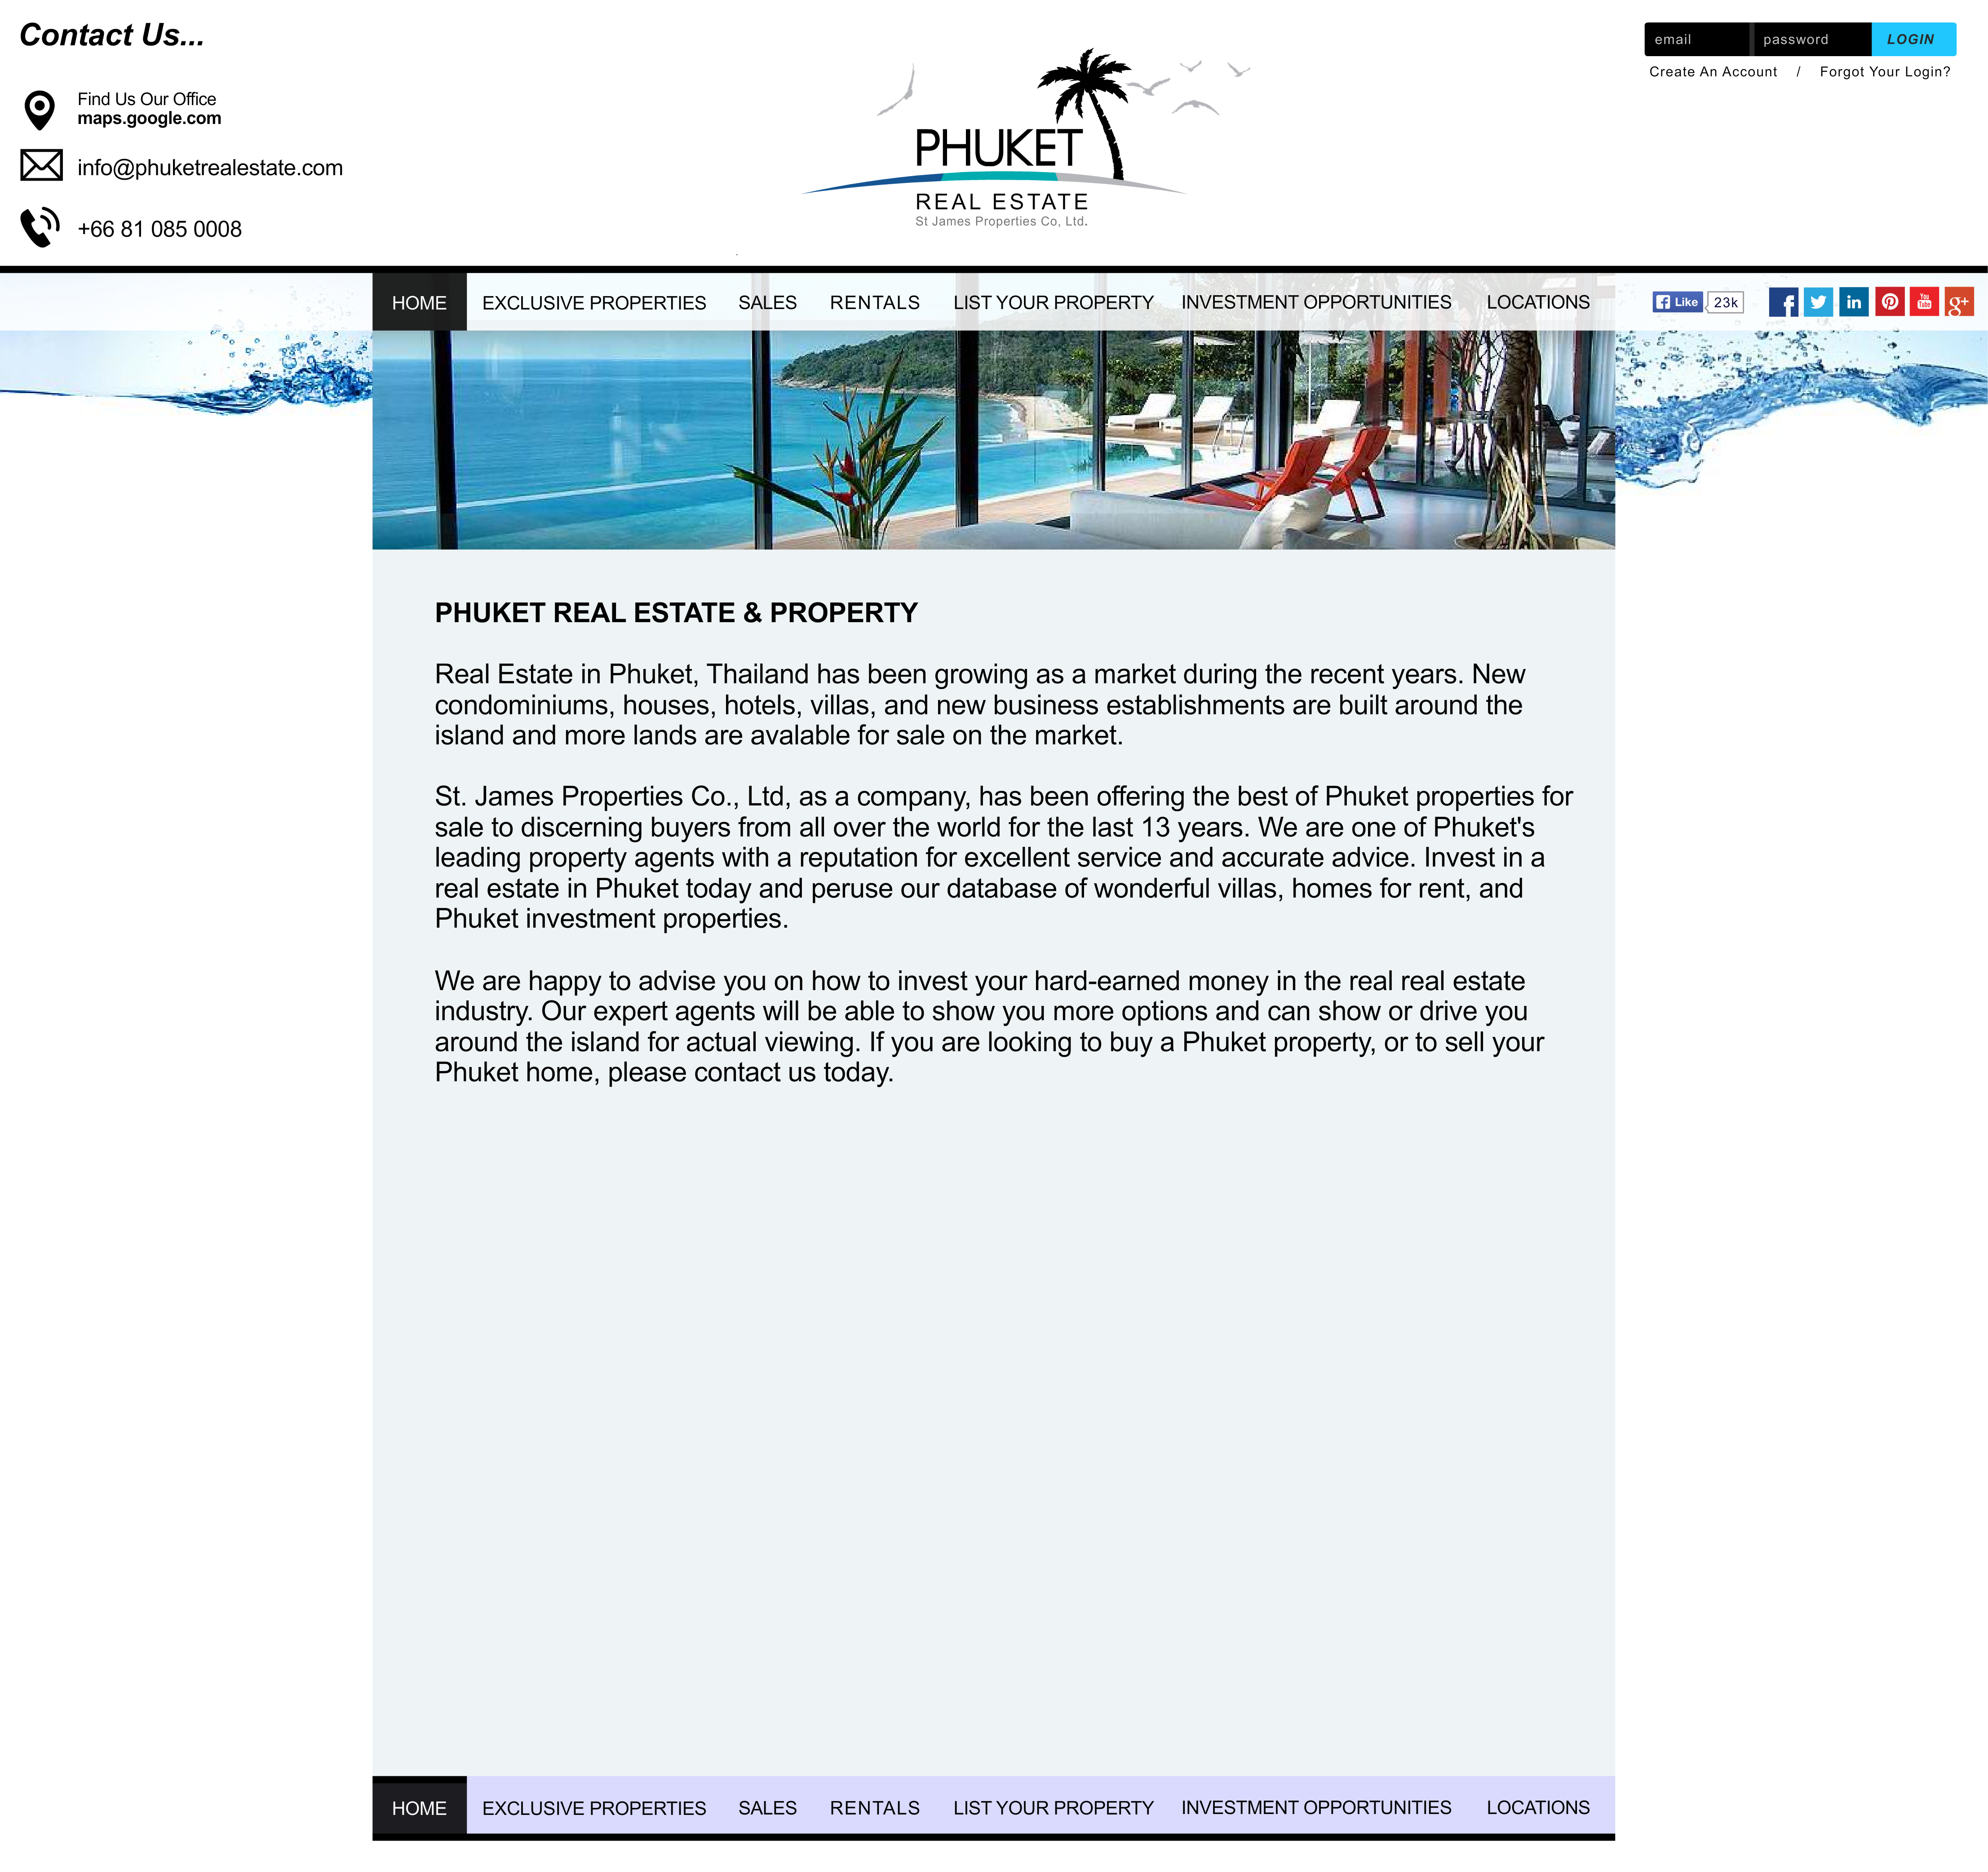 Contact Us...
Find Us Our Office
maps.google.com
info@phuketrealestate.com
+66 81 085 0008
PHUKET
REAL ESTATE
St James Properties Co, Ltd.
email password LOGIN
Create An Account / Forgot Your Login?
HOME EXCLUSIVE PROPERTIES SALES RENTALS LIST YOUR PROPERTY INVESTMENT OPPORTUNITIES LOCATIONS
Like 23k
in
You
Tube
g+
PHUKET REAL ESTATE & PROPERTY
Real Estate in Phuket, Thailand has been growing as a market during the recent years. New
condominiums, houses, hotels, villas, and new business establishments are built around the
island and more lands are avalable for sale on the market.
St. James Properties Co., Ltd, as a company, has been offering the best of Phuket properties for
sale to discerning buyers from all over the world for the last 13 years. We are one of Phuket's
leading property agents with a reputation for excellent service and accurate advice. Invest in a
real estate in Phuket today and peruse our database of wonderful villas, homes for rent, and
Phuket investment properties.
We are happy to advise you on how to invest your hard-earned money in the real real estate
industry. Our expert agents will be able to show you more options and can show or drive you
around the island for actual viewing. If you are looking to buy a Phuket property, or to sell your
Phuket home, please contact us today.
HOME EXCLUSIVE PROPERTIES SALES RENTALS LIST YOUR PROPERTY INVESTMENT OPPORTUNITIES LOCATIONS